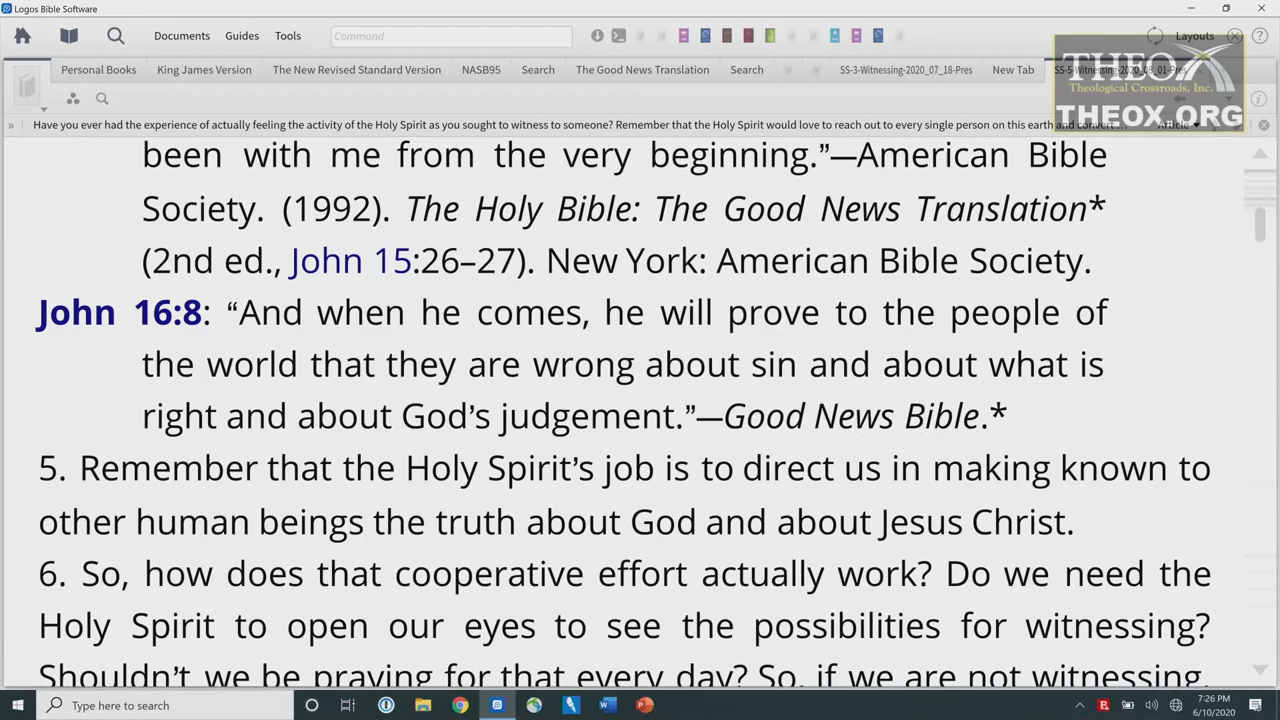 Logos Bible Software
Documents Guides Tools Command Layouts
THEOX
Theological Crossroads, Inc.
THEOX.ORG
Personal Books King James Version The New Revised Search The Good News Translation Search SS-3-Witnessing-2020_07_18-Pres New Tab SS-5-Witnessing-2020_08_01-Pres
Have you ever had the experience of actually feeling the activity of the Holy Spirit as you sought to witness to someone? Remember that the Holy Spirit would love to reach out to every single person on this earth and convert ... Article
been with me from the very beginning.”—American Bible
Society. (1992). The Holy Bible: The Good News Translation*
(2nd ed., John 15:26–27). New York: American Bible Society.
John 16:8: “And when he comes, he will prove to the people of
the world that they are wrong about sin and about what is
right and about God’s judgement.”—Good News Bible.*
5. Remember that the Holy Spirit’s job is to direct us in making known to
other human beings the truth about God and about Jesus Christ.
6. So, how does that cooperative effort actually work? Do we need the
Holy Spirit to open our eyes to see the possibilities for witnessing?
Shouldn’t we be praying for that every day? So, if we are not witnessing,
Type here to search
7:26 PM
6/10/2020